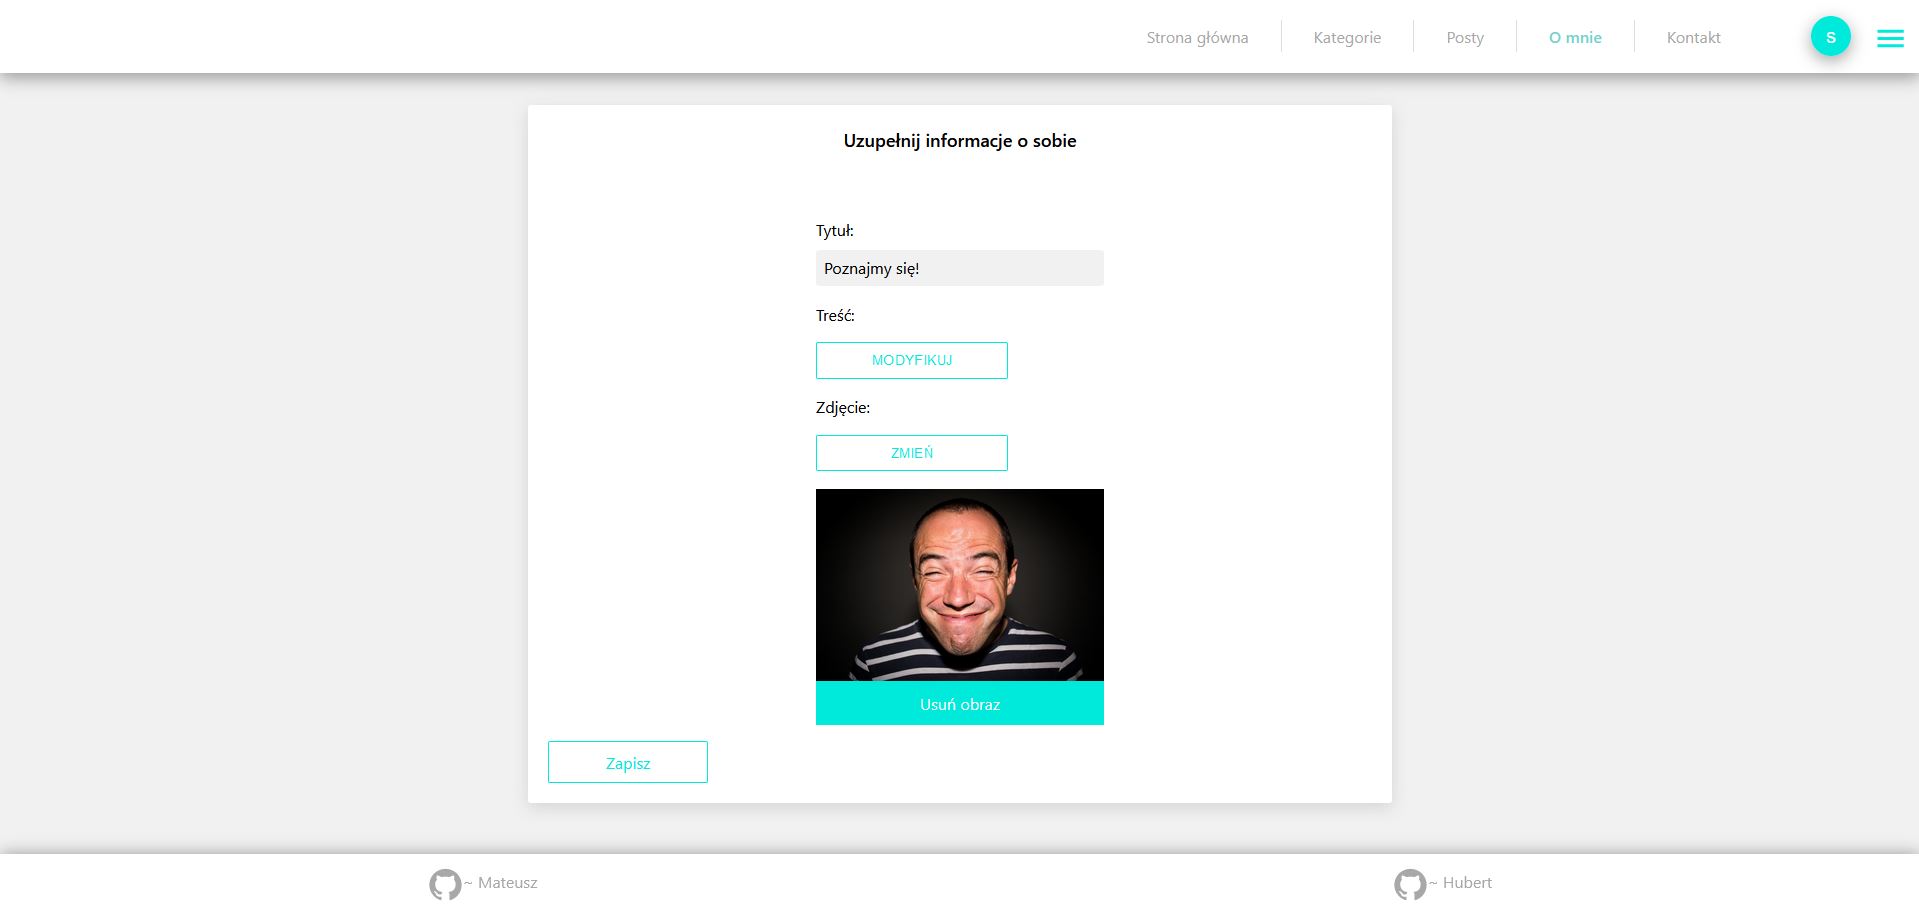 Strona główna
Kategorie
Posty
O mnie
Kontakt
S
Uzupełnij informacje o sobie
Tytuł:
Poznajmy się!
Treść:
MODYFIKUJ
Zdjęcie:
ZMIEŃ
Usuń obraz
Zapisz
~ Mateusz
~ Hubert